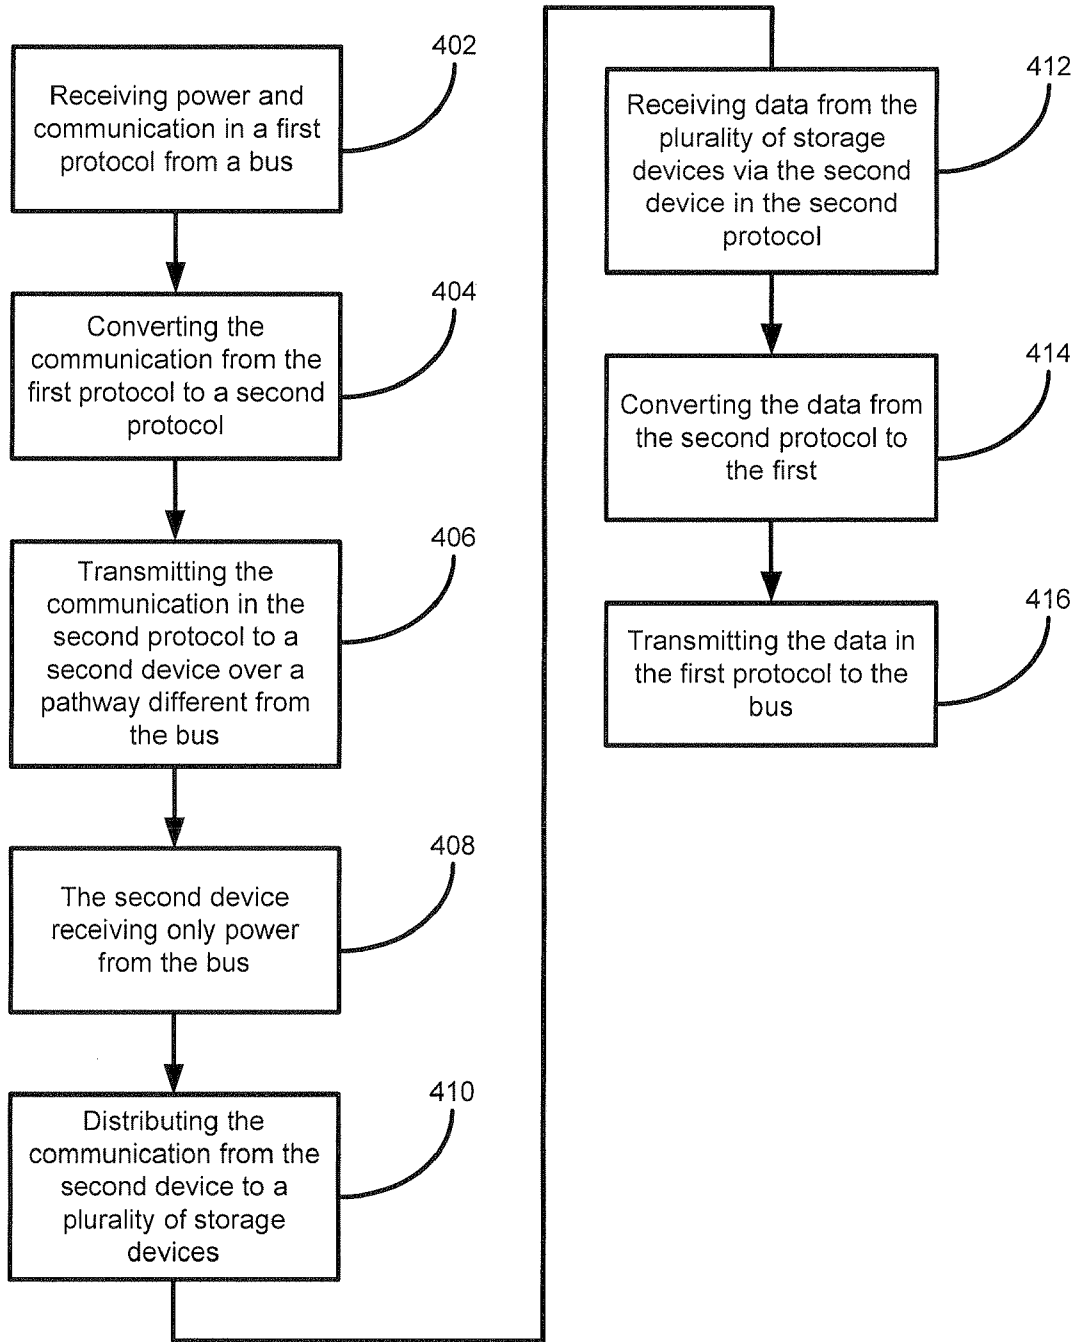 402
Receiving power and
communication in a first
protocol from a bus
404
Converting the
communication from the
first protocol to a second
protocol
406
Transmitting the
communication in the
second protocol to a
second device over a
pathway different from
the bus
408
The second device
receiving only power
from the bus
410
Distributing the
communication from the
second device to a
plurality of storage
devices
412
Receiving data from the
plurality of storage
devices via the second
device in the second
protocol
414
Converting the data from
the second protocol to
the first
416
Transmitting the data in
the first protocol to the
bus